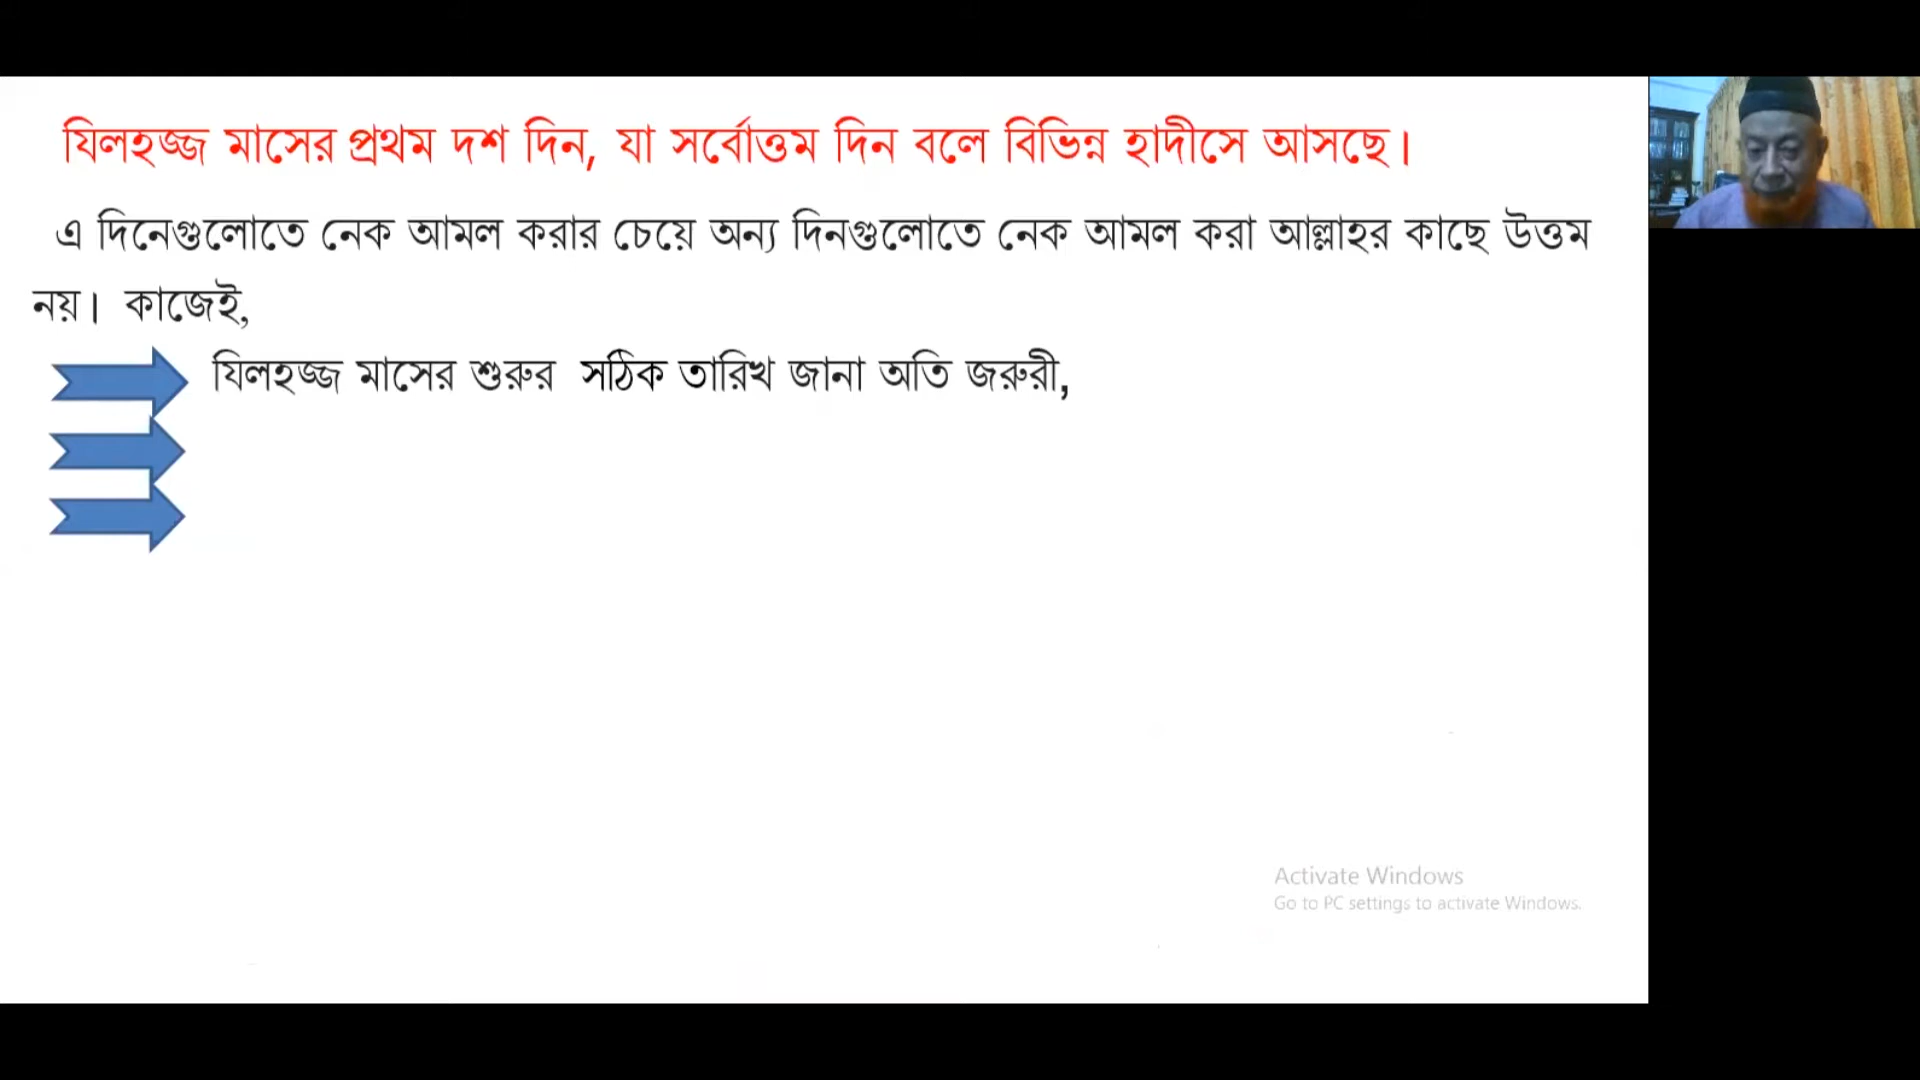 যিলহজ্জ মাসের প্রথম দশ দিন, যা সর্বোত্তম দিন বলে বিভিন্ন হাদীসে আসছে।
এ দিনেগুলোতে নেক আমল করার চেয়ে অন্য দিনগুলোতে নেক আমল করা আল্লাহর কাছে উত্তম
নয়। কাজেই,
যিলহজ্জ মাসের শুরুর সঠিক তারিখ জানা অতি জরুরী,
Activate Windows
Go to PC settings to activate Windows.